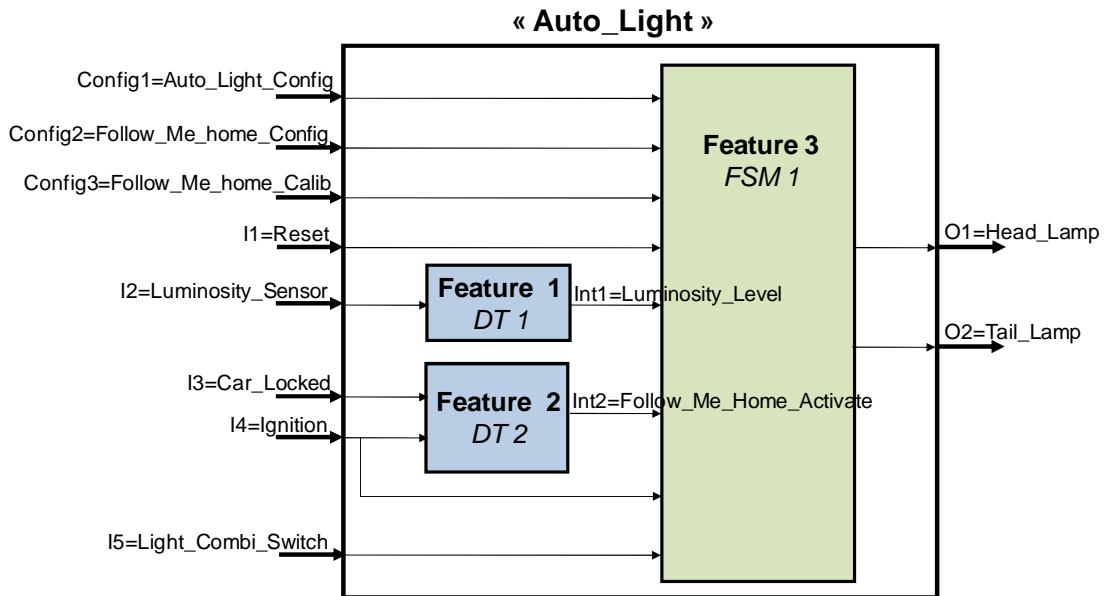 « Auto_Light »
Config1=Auto_Light_Config
Config2=Follow_Me_home_Config
Config3=Follow_Me_home_Calib
I1=Reset
I2=Luminosity_Sensor
I3=Car_Locked
I4=Ignition
I5=Light_Combi_Switch
Feature 1
DT 1
Int1=Luminosity_Level
Feature 2
DT 2
Int2=Follow_Me_Home_Activate
Feature 3
FSM 1
O1=Head_Lamp
O2=Tail_Lamp